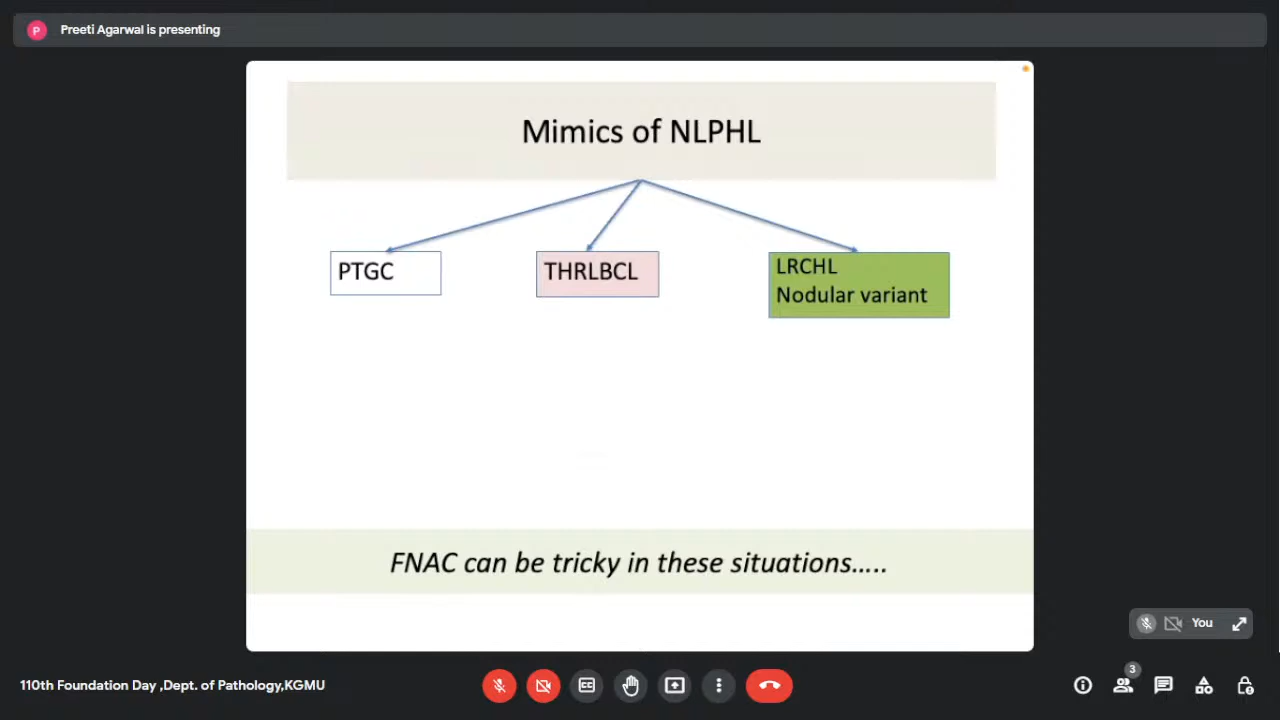 P Preeti Agarwal is presenting
Mimics of NLPHL
PTGC
THRLBCL
LRCHL
Nodular variant
FNAC can be tricky in these situations.....
You
110th Foundation Day ,Dept. of Pathology,KGMU
CC
3